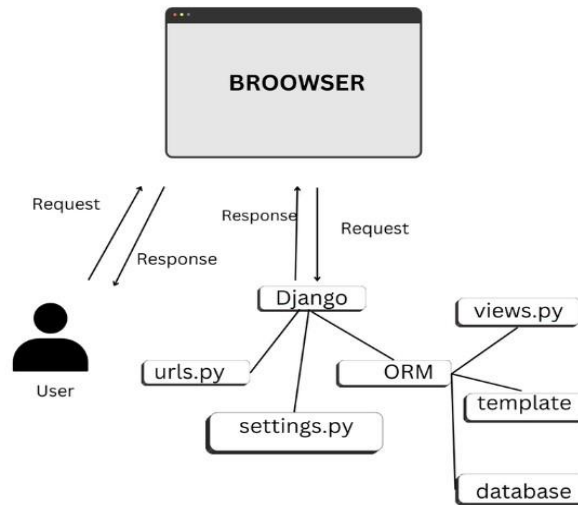 BROOWSER
Request
Response
Response
Request
Django
views.py
urls.py
ORM
template
User
settings.py
database